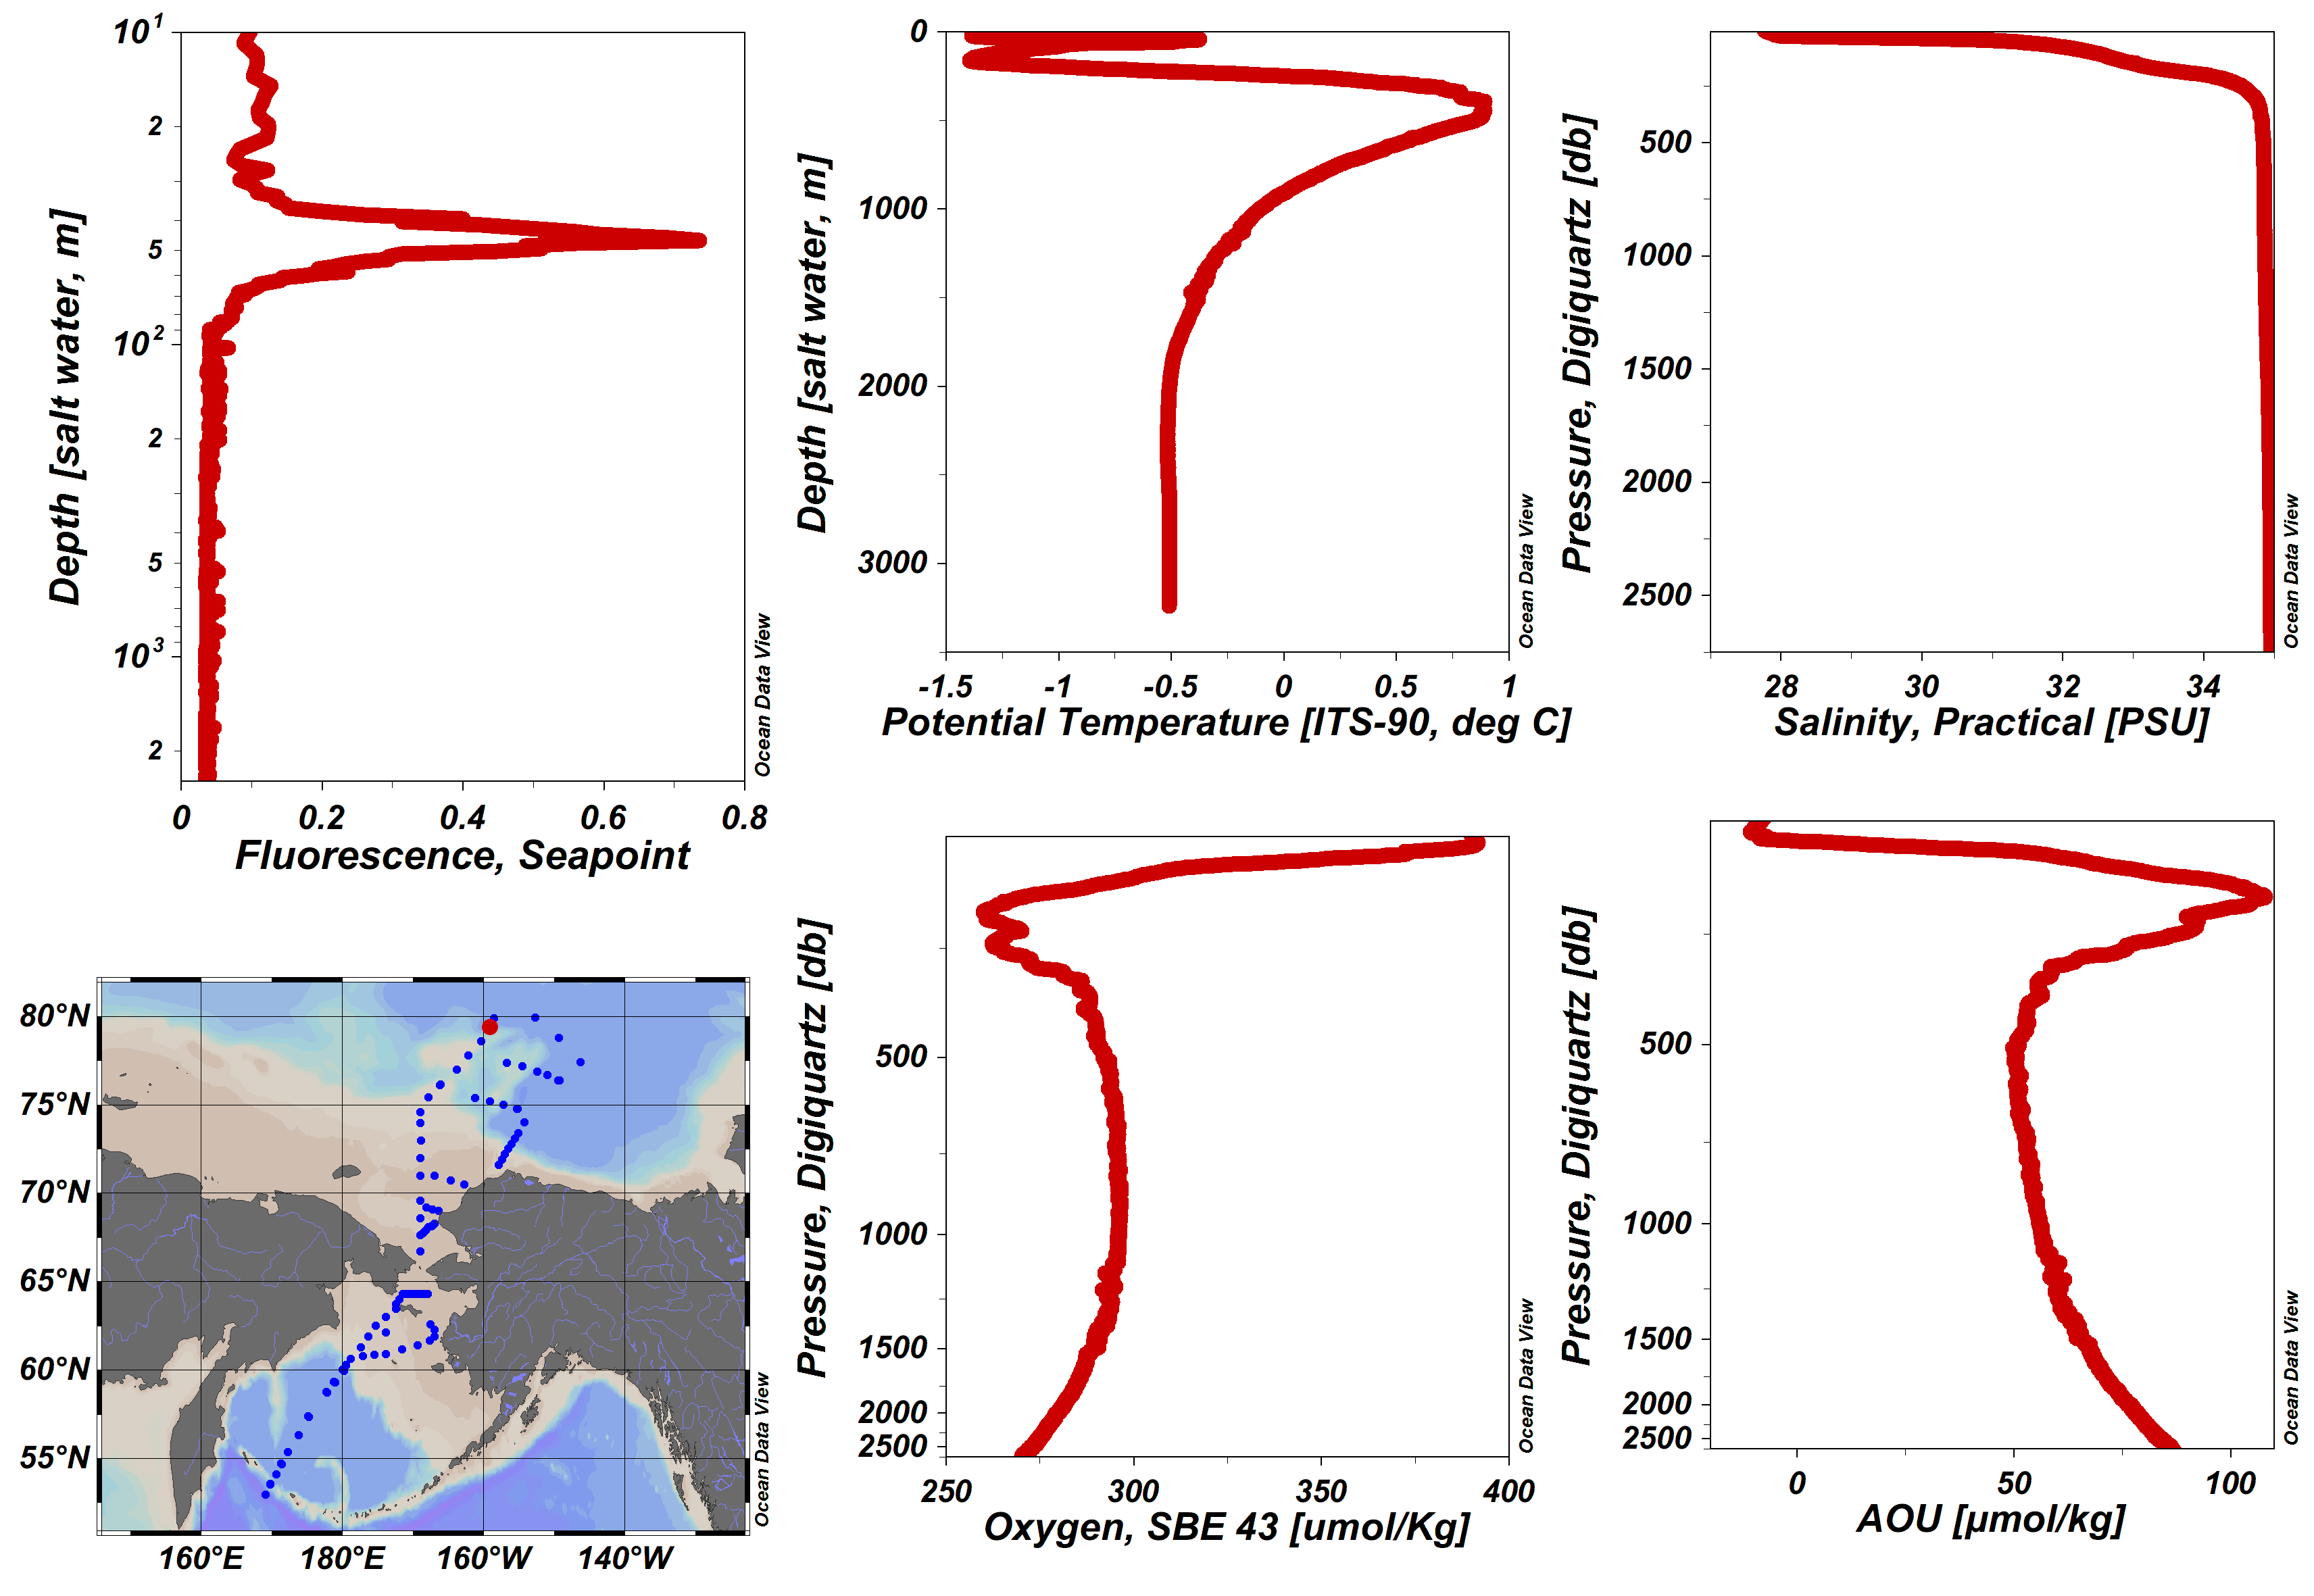 10¹
2
5
10²
2
5
10³
2
0
0.2
0.4
0.6
0.8
Depth [salt water, m]
Fluorescence, Seapoint
Ocean Data View
0
1000
2000
3000
-1.5
-1
-0.5
0
0.5
1
Depth [salt water, m]
Potential Temperature [ITS-90, deg C]
Ocean Data View
500
1000
1500
2000
2500
28
30
32
34
Pressure, Digiquartz [db]
Salinity, Practical [PSU]
Ocean Data View
80°N
75°N
70°N
65°N
60°N
55°N
160°E
180°E
160°W
140°W
Ocean Data View
500
1000
1500
2000
2500
250
300
350
400
Pressure, Digiquartz [db]
Oxygen, SBE 43 [umol/Kg]
Ocean Data View
500
1000
1500
2000
2500
0
50
100
Pressure, Digiquartz [db]
AOU [µmol/kg]
Ocean Data View